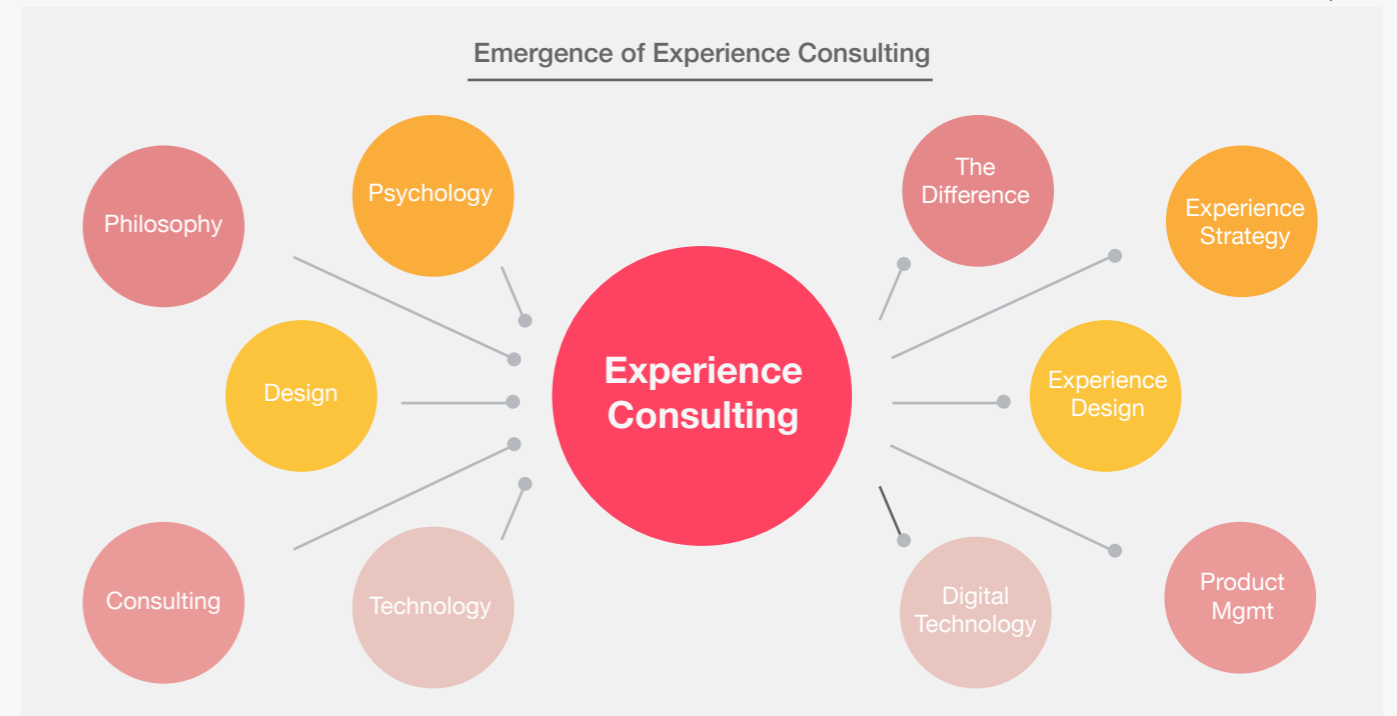 Emergence of Experience Consulting
Philosophy
Psychology
Design
Consulting
Technology
Experience
Consulting
The
Difference
Experience
Strategy
Experience
Design
Digital
Technology
Product
Mgmt